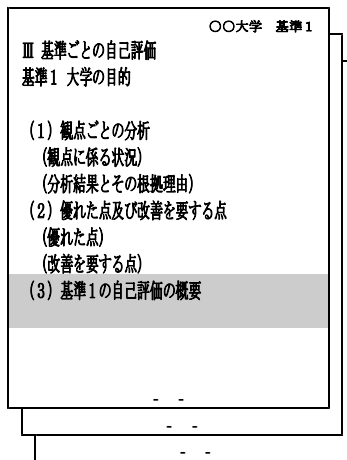 ○○大学 基準1
Ⅲ 基準ごとの自己評価
基準1 大学の目的
(1)観点ごとの分析
(観点に係る状況)
(分析結果とその根拠理由)
(2)優れた点及び改善を要する点
(優れた点)
(改善を要する点)
(3)基準1の自己評価の概要
- -
- -
- -